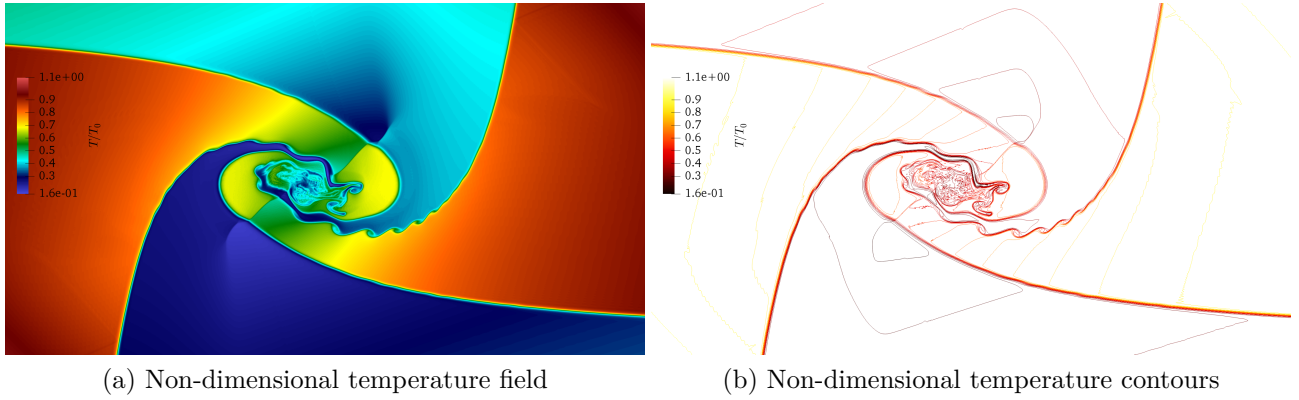 1.1e+00
0.9
0.8
0.7
0.6
0.5
0.4
0.3
1.6e-01
T/T₀
1.1e+00
0.9
0.8
0.7
0.6
0.5
0.4
0.3
1.6e-01
T/T₀
(a) Non-dimensional temperature field
(b) Non-dimensional temperature contours